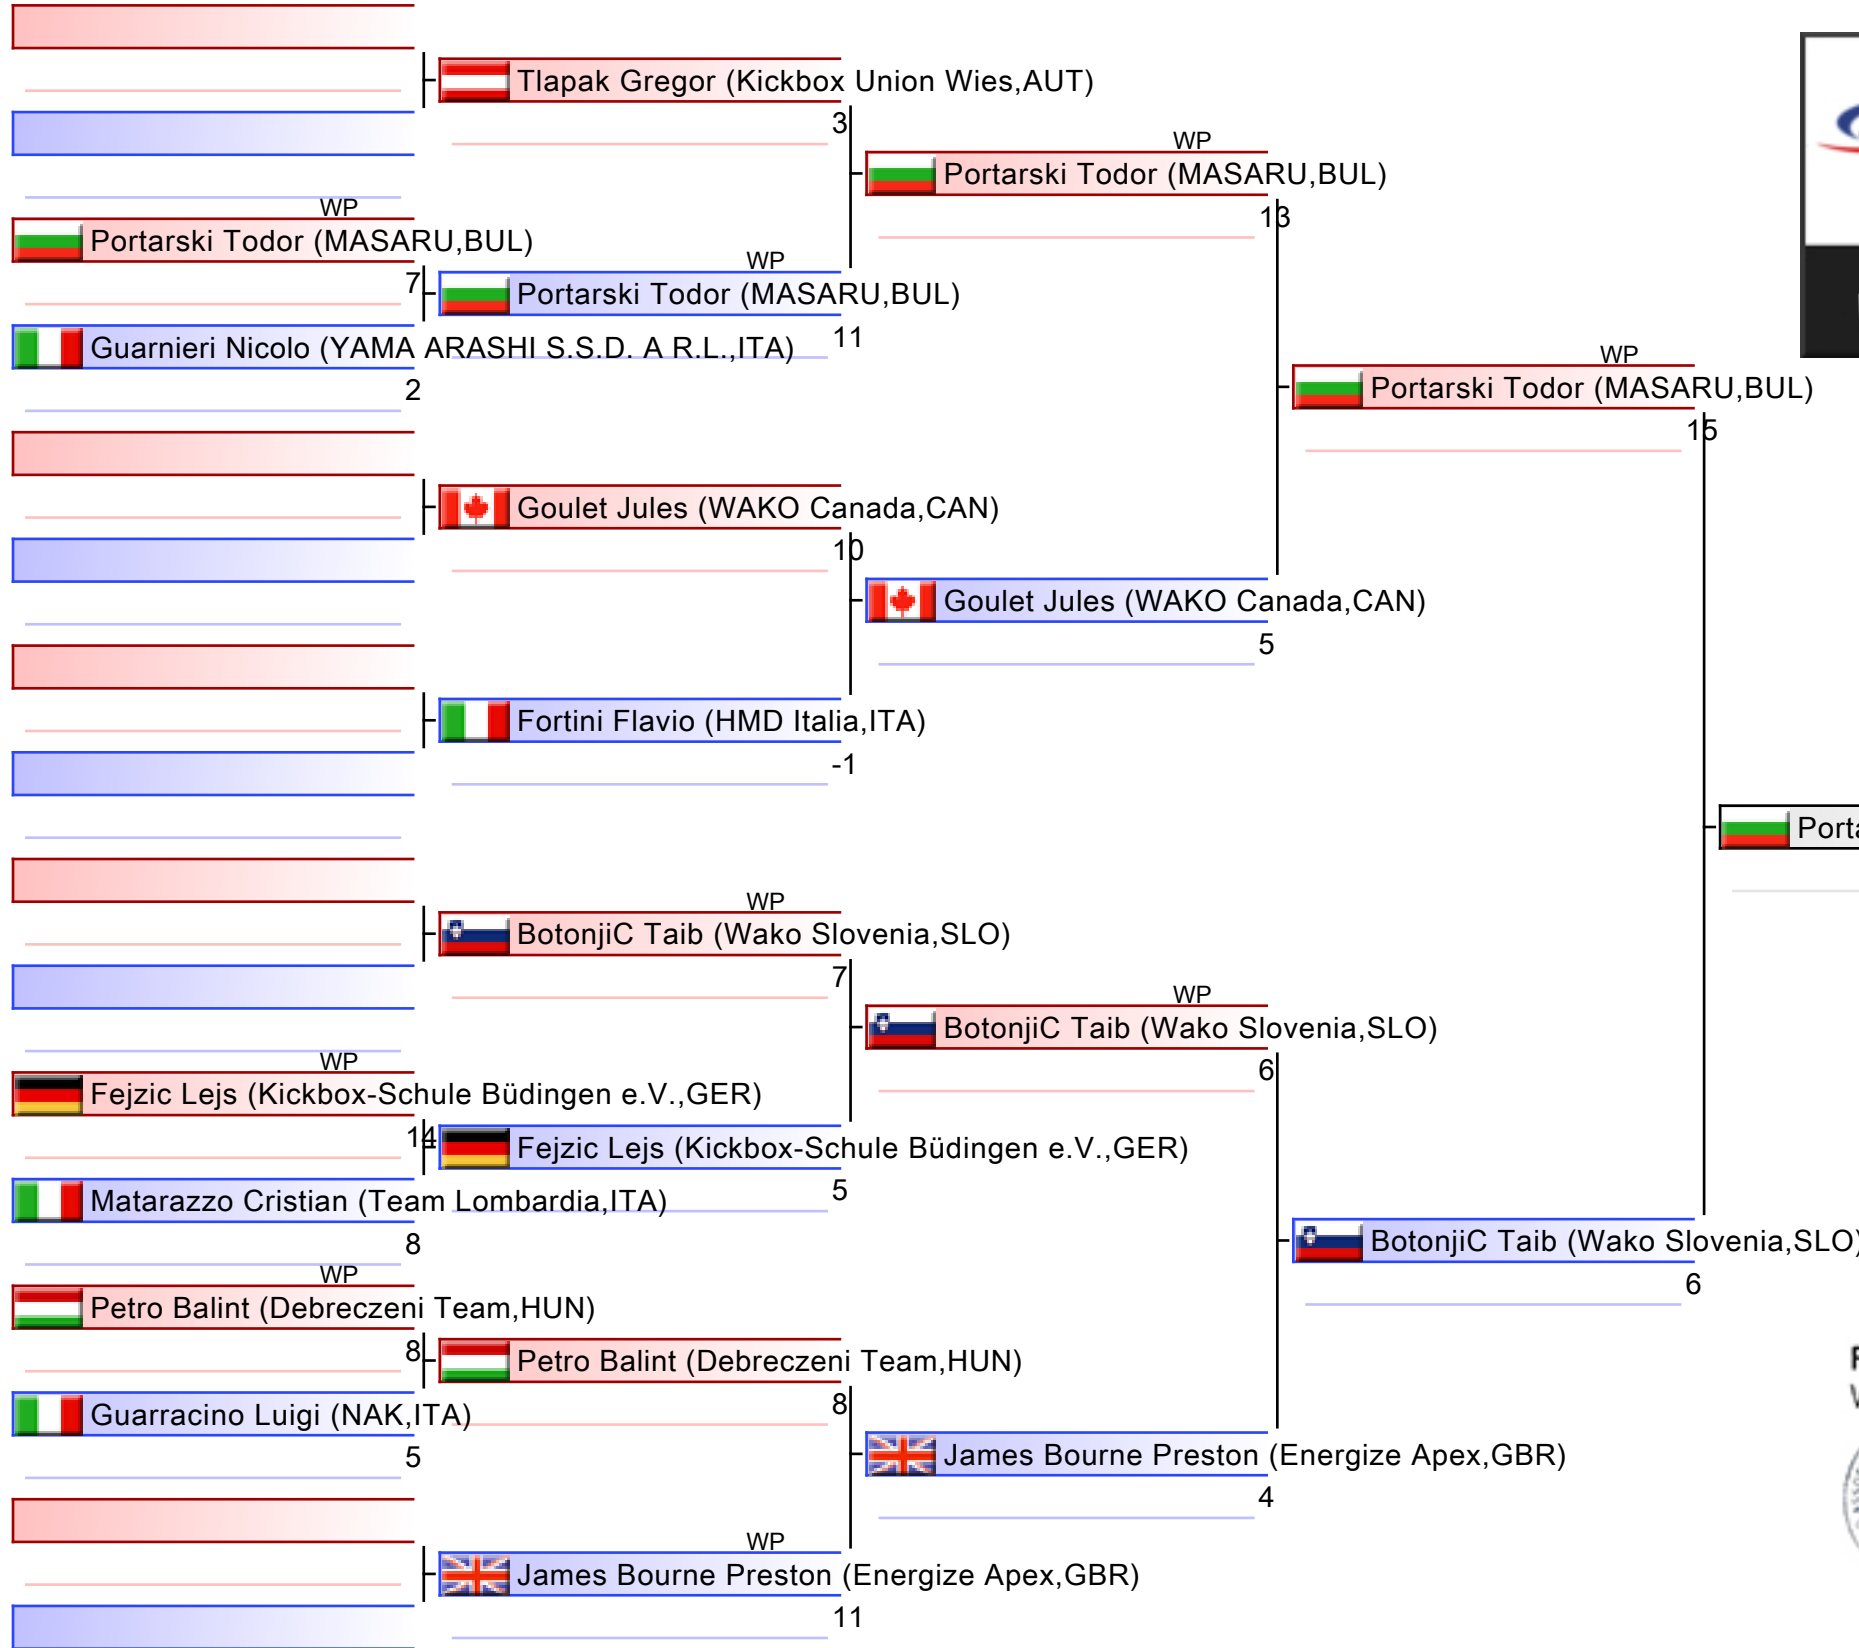 Tlapak Gregor (Kickbox Union Wies,AUT)
3
WP
Portarski Todor (MASARU,BUL)
13
WP
Portarski Todor (MASARU,BUL)
7
WP
Portarski Todor (MASARU,BUL)
11
Guarnieri Nicolo (YAMA ARASHI S.S.D. A R.L.,ITA)
2
WP
Portarski Todor (MASARU,BUL)
15
Goulet Jules (WAKO Canada,CAN)
10
Goulet Jules (WAKO Canada,CAN)
5
Fortini Flavio (HMD Italia,ITA)
-1
WP
BotonjiC Taib (Wako Slovenia,SLO)
7
WP
BotonjiC Taib (Wako Slovenia,SLO)
6
WP
Fejzic Lejs (Kickbox-Schule Büdingen e.V.,GER)
14
Fejzic Lejs (Kickbox-Schule Büdingen e.V.,GER)
5
Matarazzo Cristian (Team Lombardia,ITA)
8
BotonjiC Taib (Wako Slovenia,SLO)
6
WP
Petro Balint (Debreczeni Team,HUN)
8
Petro Balint (Debreczeni Team,HUN)
8
Guarracino Luigi (NAK,ITA)
5
James Bourne Preston (Energize Apex,GBR)
4
WP
James Bourne Preston (Energize Apex,GBR)
11